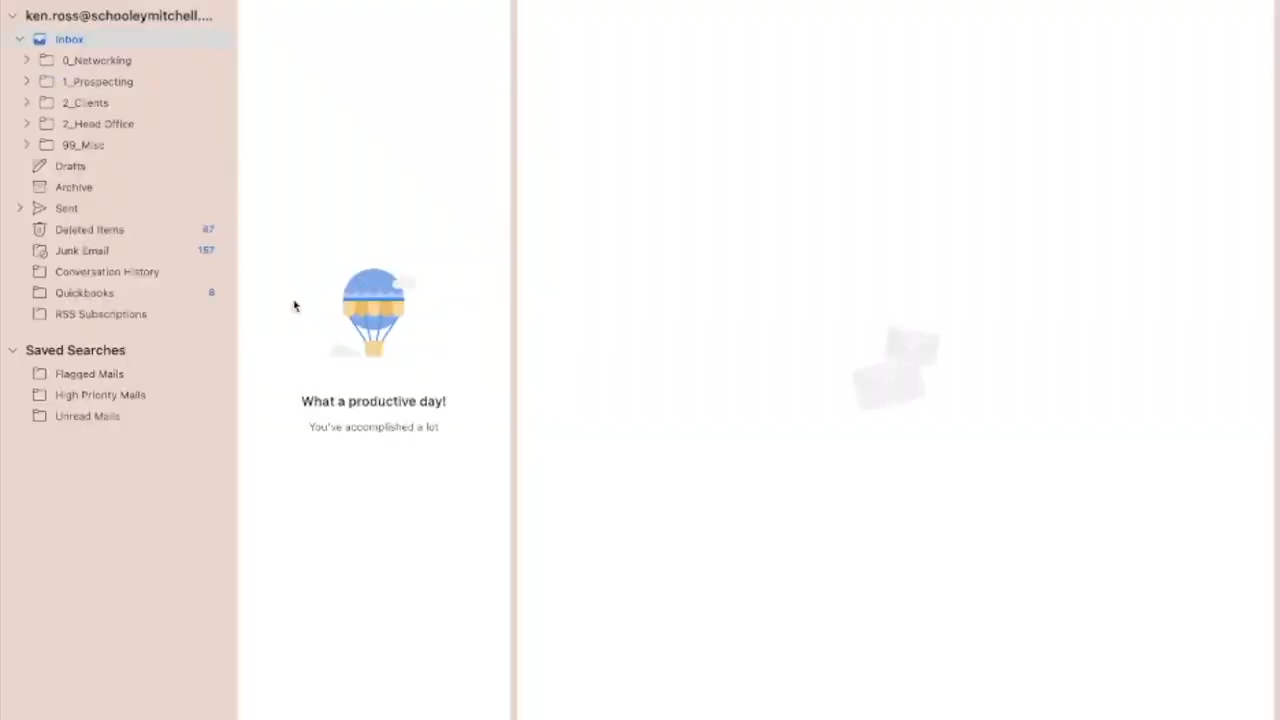 ken.ross@schooleymitchell....
Inbox
0_Networking
1_Prospecting
2_Clients
2_Head Office
99_Misc
Drafts
Archive
Sent
Deleted Items 87
Junk Email 157
Conversation History
Quickbooks 8
RSS Subscriptions
Saved Searches
Flagged Mails
High Priority Mails
Unread Mails
What a productive day!
You've accomplished a lot